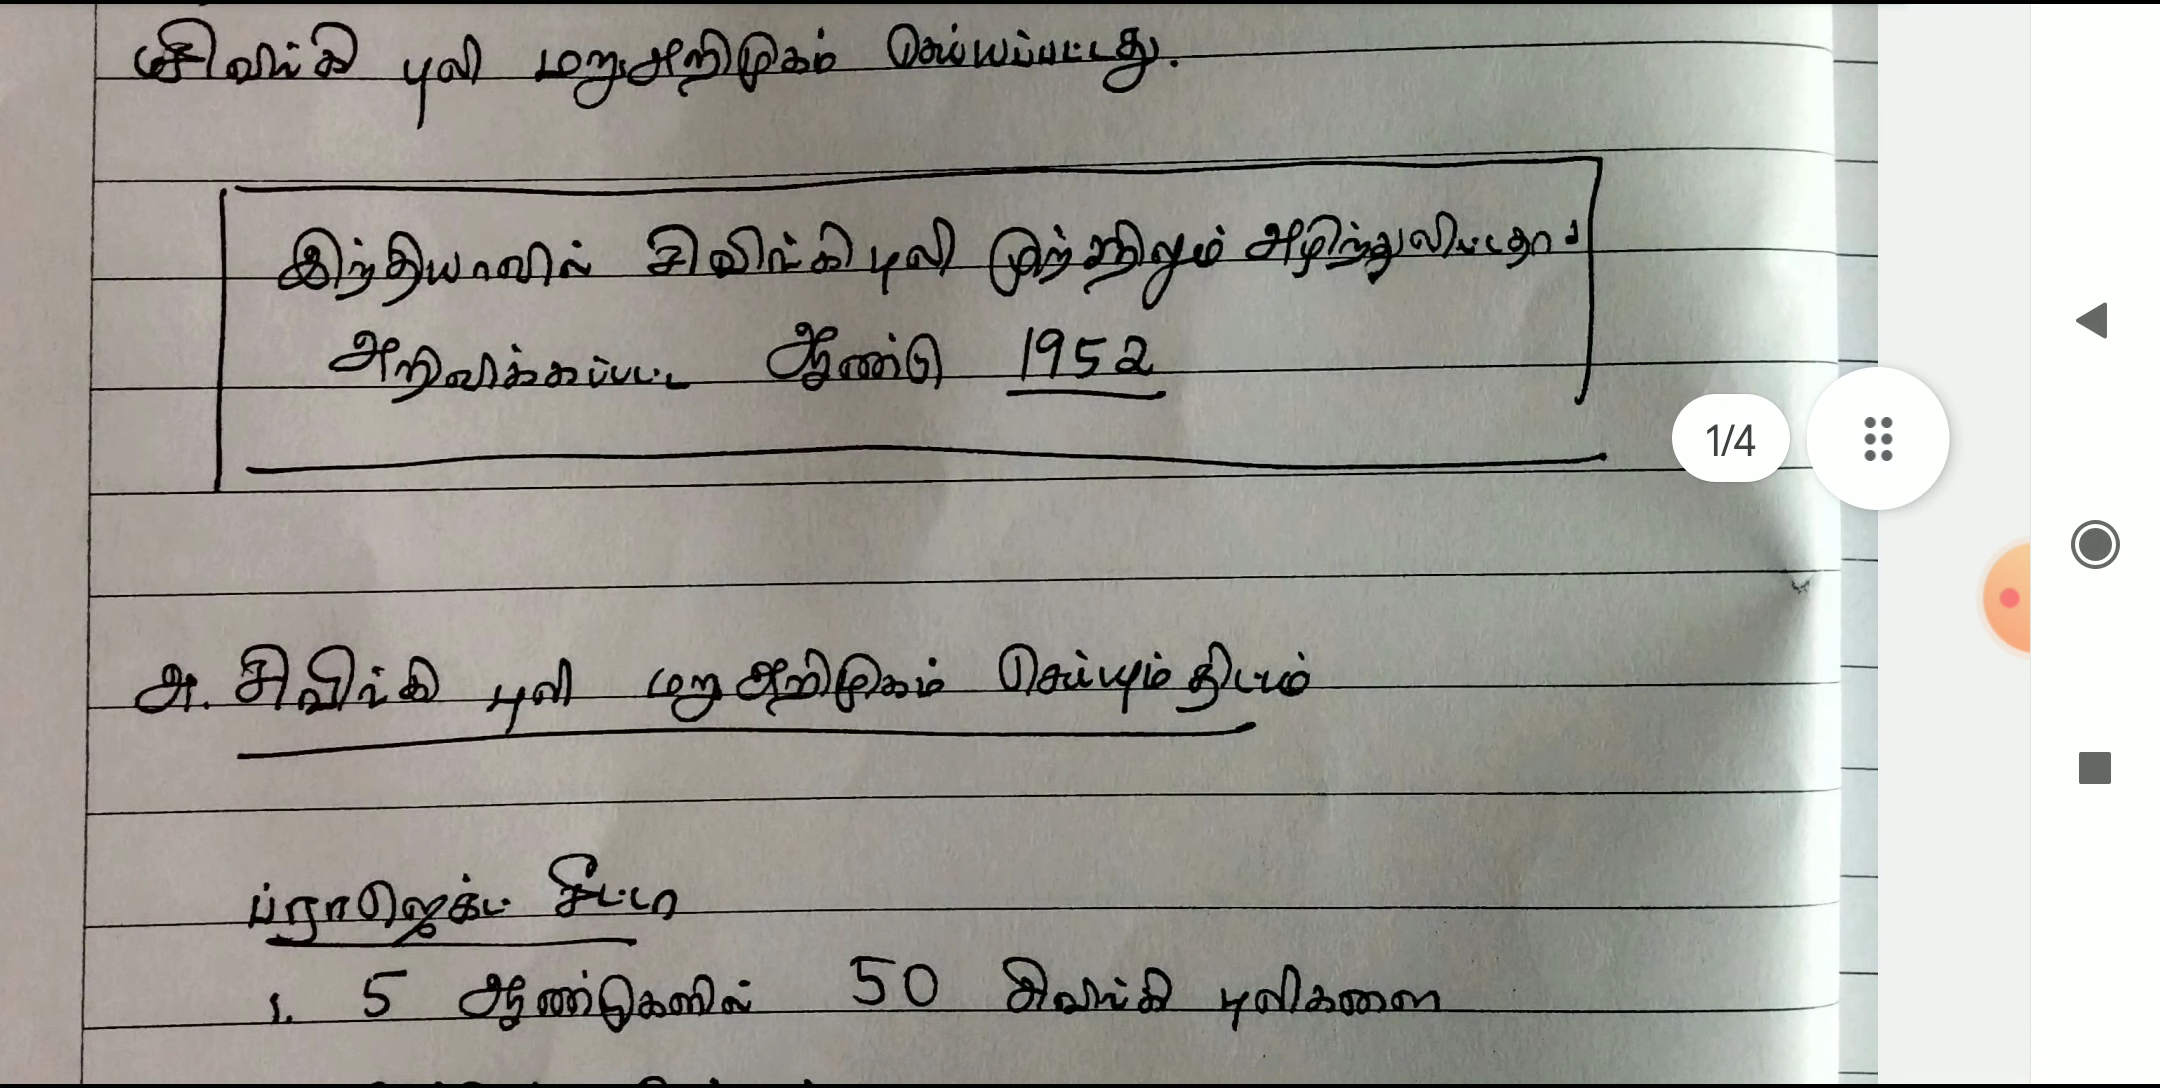 சிவிங்கி புலி மறுஅறிமுகம் செய்யப்பட்டது.
இந்தியாவில் சிவிங்கிபுலி முற்றிலும் அழிந்துவிட்டதா
அறிவிக்கப்பட்ட ஆண்டு 1952
1/4
அ. சிவிங்கி புலி மறு அறிமுகம் செய்யும் திட்டம்
ப்ராஜெக்ட் சீட்டா
1. 5 ஆண்டுகளில் 50 சிவிங்கி புலிகளை